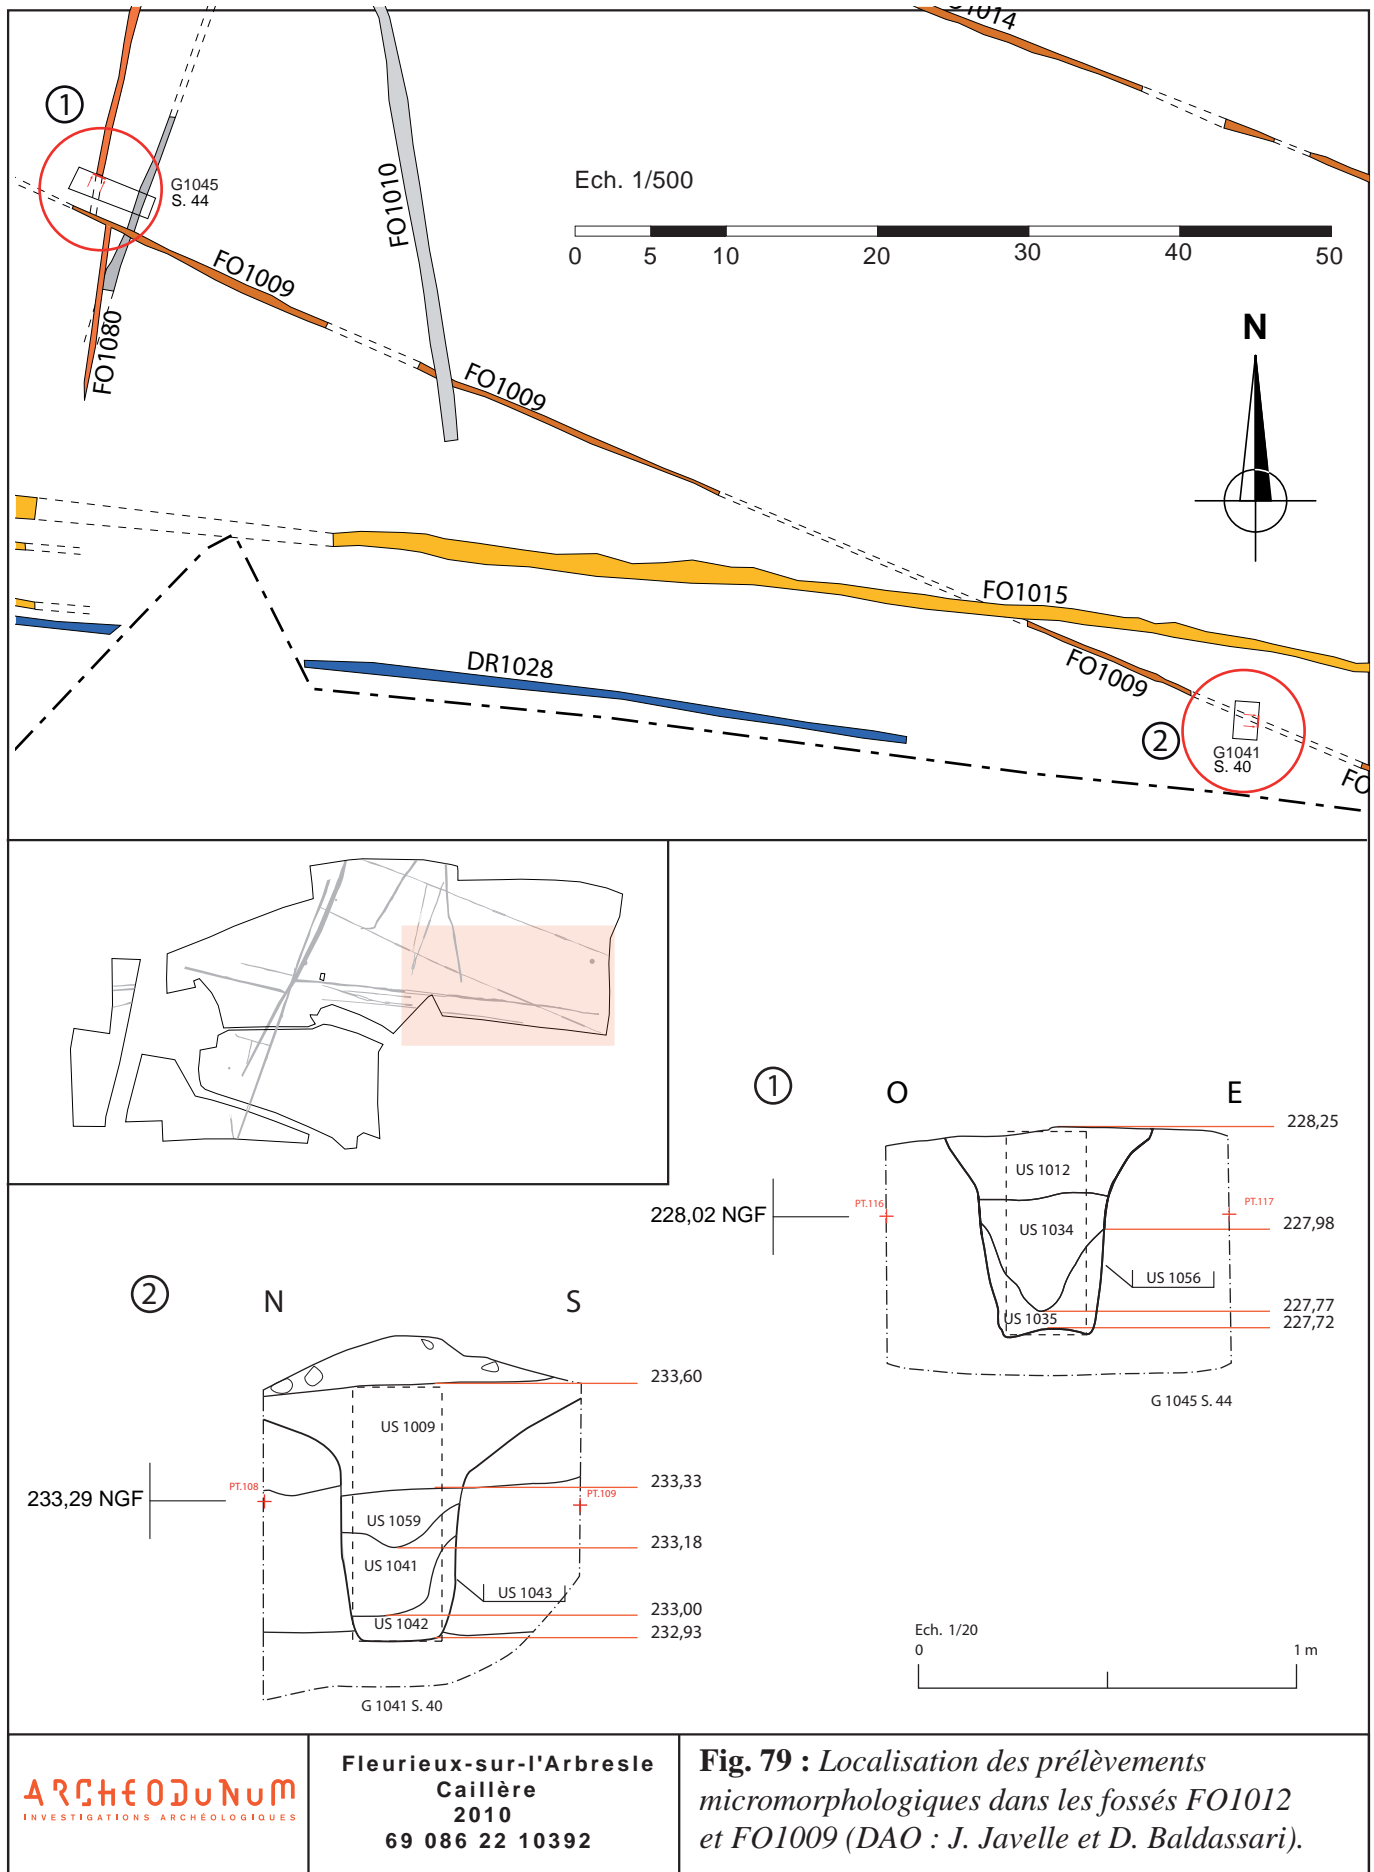 FO1014
1
G1045
S. 44
FO1010
Ech. 1/500
0 5 10 20 30 40 50
FO1009
FO1080
N
FO1009
FO1015
FO1009
DR1028
2
G1041
S. 40
FO
1
O E
228,25
US 1012
PT.116
PT.117
228,02 NGF
US 1034
227,98
US 1056
227,77
US 1035
227,72
G 1045 S. 44
2
N S
233,60
US 1009
233,33
PT.108
PT.109
233,29 NGF
US 1059
233,18
US 1041
US 1043
233,00
US 1042
232,93
G 1041 S. 40
Ech. 1/20
0 1 m
ARCHEODUNUM
INVESTIGATIONS ARCHÉOLOGIQUES
Fleurieux-sur-l'Arbresle
Caillère
2010
69 086 22 10392
Fig. 79 : Localisation des prélèvements
micromorphologiques dans les fossés FO1012
et FO1009 (DAO : J. Javelle et D. Baldassari).